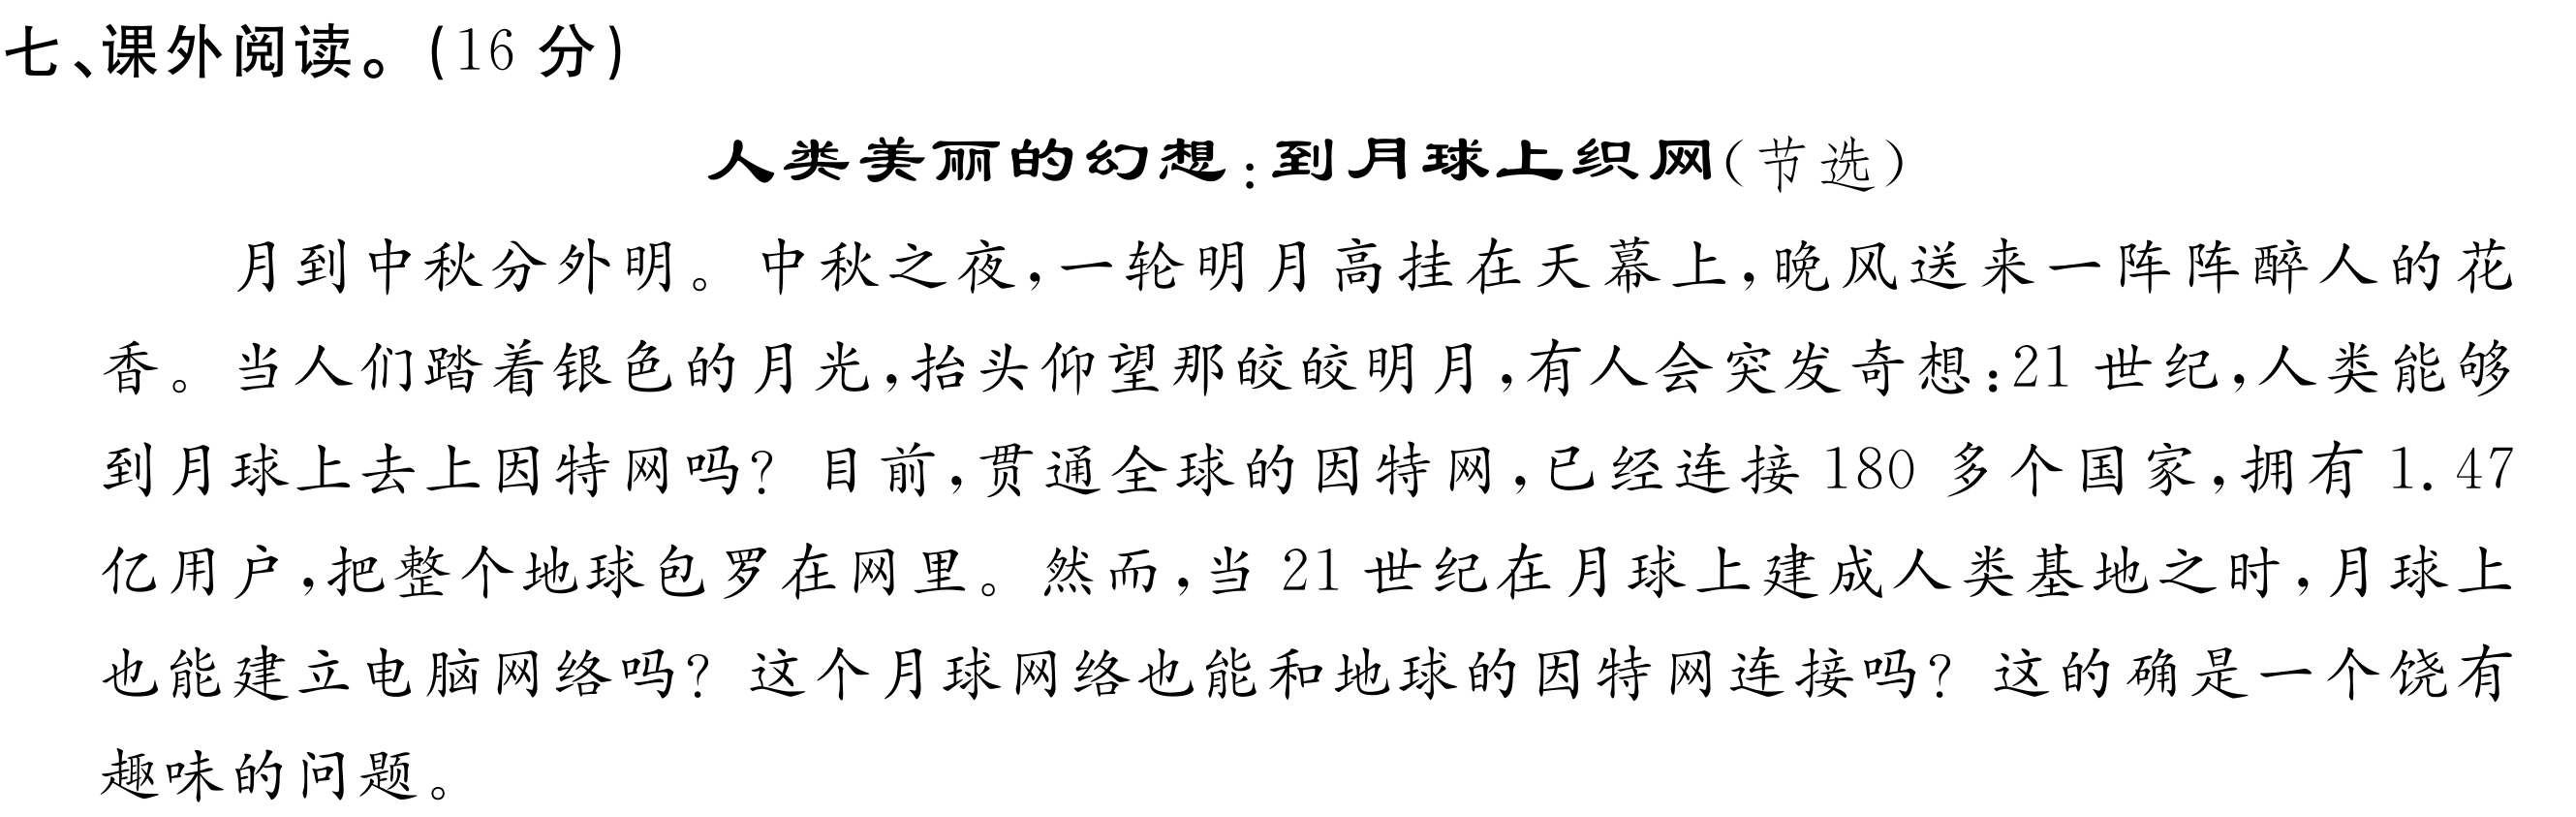 七、课外阅读。(16 分)
人类美丽的幻想:到月球上织网(节选)
月到中秋分外明。中秋之夜,一轮明月高挂在天幕上,晚风送来一阵阵醉人的花
香。当人们踏着银色的月光,抬头仰望那皎皎明月,有人会突发奇想:21 世纪,人类能够
到月球上去上因特网吗? 目前,贯通全球的因特网,已经连接 180 多个国家,拥有 1.47
亿用户,把整个地球包罗在网里。然而,当 21 世纪在月球上建成人类基地之时,月球上
也能建立电脑网络吗? 这个月球网络也能和地球的因特网连接吗? 这的确是一个饶有
趣味的问题。